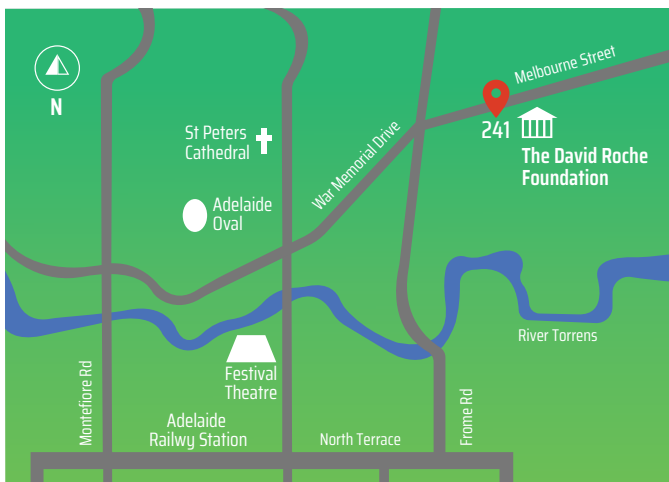 N
St Peters
Cathedral
Adelaide
Oval
War Memorial Drive
Melbourne Street
241
The David Roche
Foundation
River Torrens
Festival
Theatre
Montefiore Rd
Adelaide
Railwy Station
North Terrace
Frome Rd